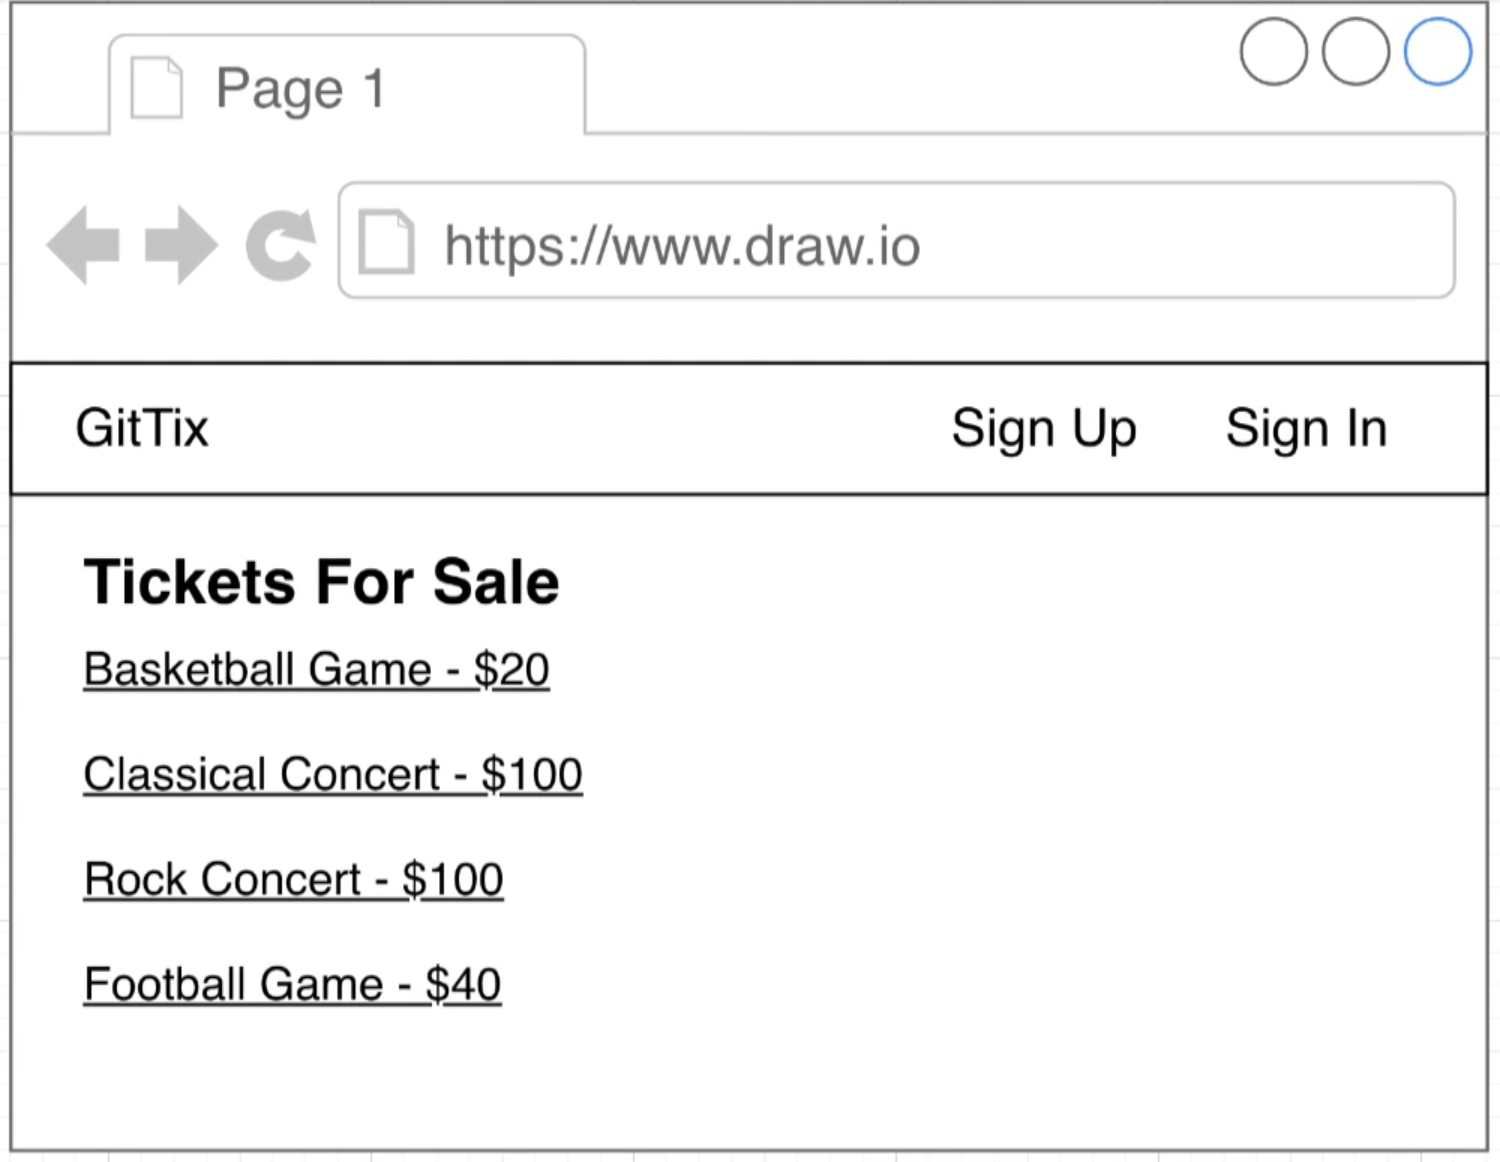 Page 1
https://www.draw.io
GitTix Sign Up Sign In
Tickets For Sale
Basketball Game - $20
Classical Concert - $100
Rock Concert - $100
Football Game - $40